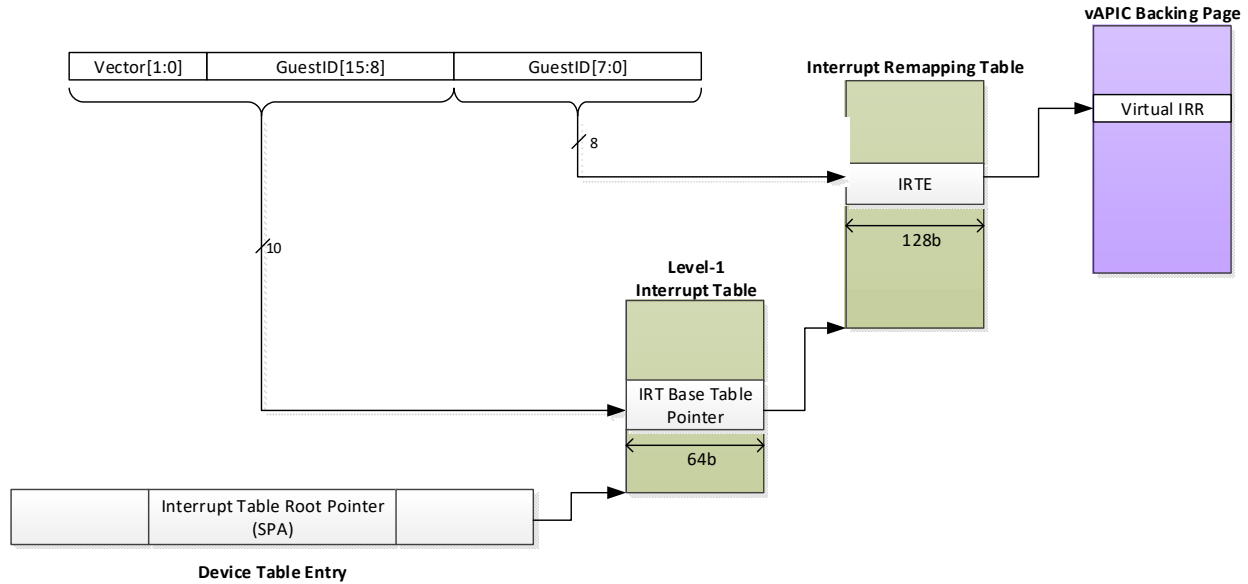 vAPIC Backing Page
Vector[1:0]
GuestID[15:8]
GuestID[7:0]
Interrupt Remapping Table
Virtual IRR
8
IRTE
10
128b
Level-1
Interrupt Table
IRT Base Table
Pointer
64b
Interrupt Table Root Pointer
(SPA)
Device Table Entry